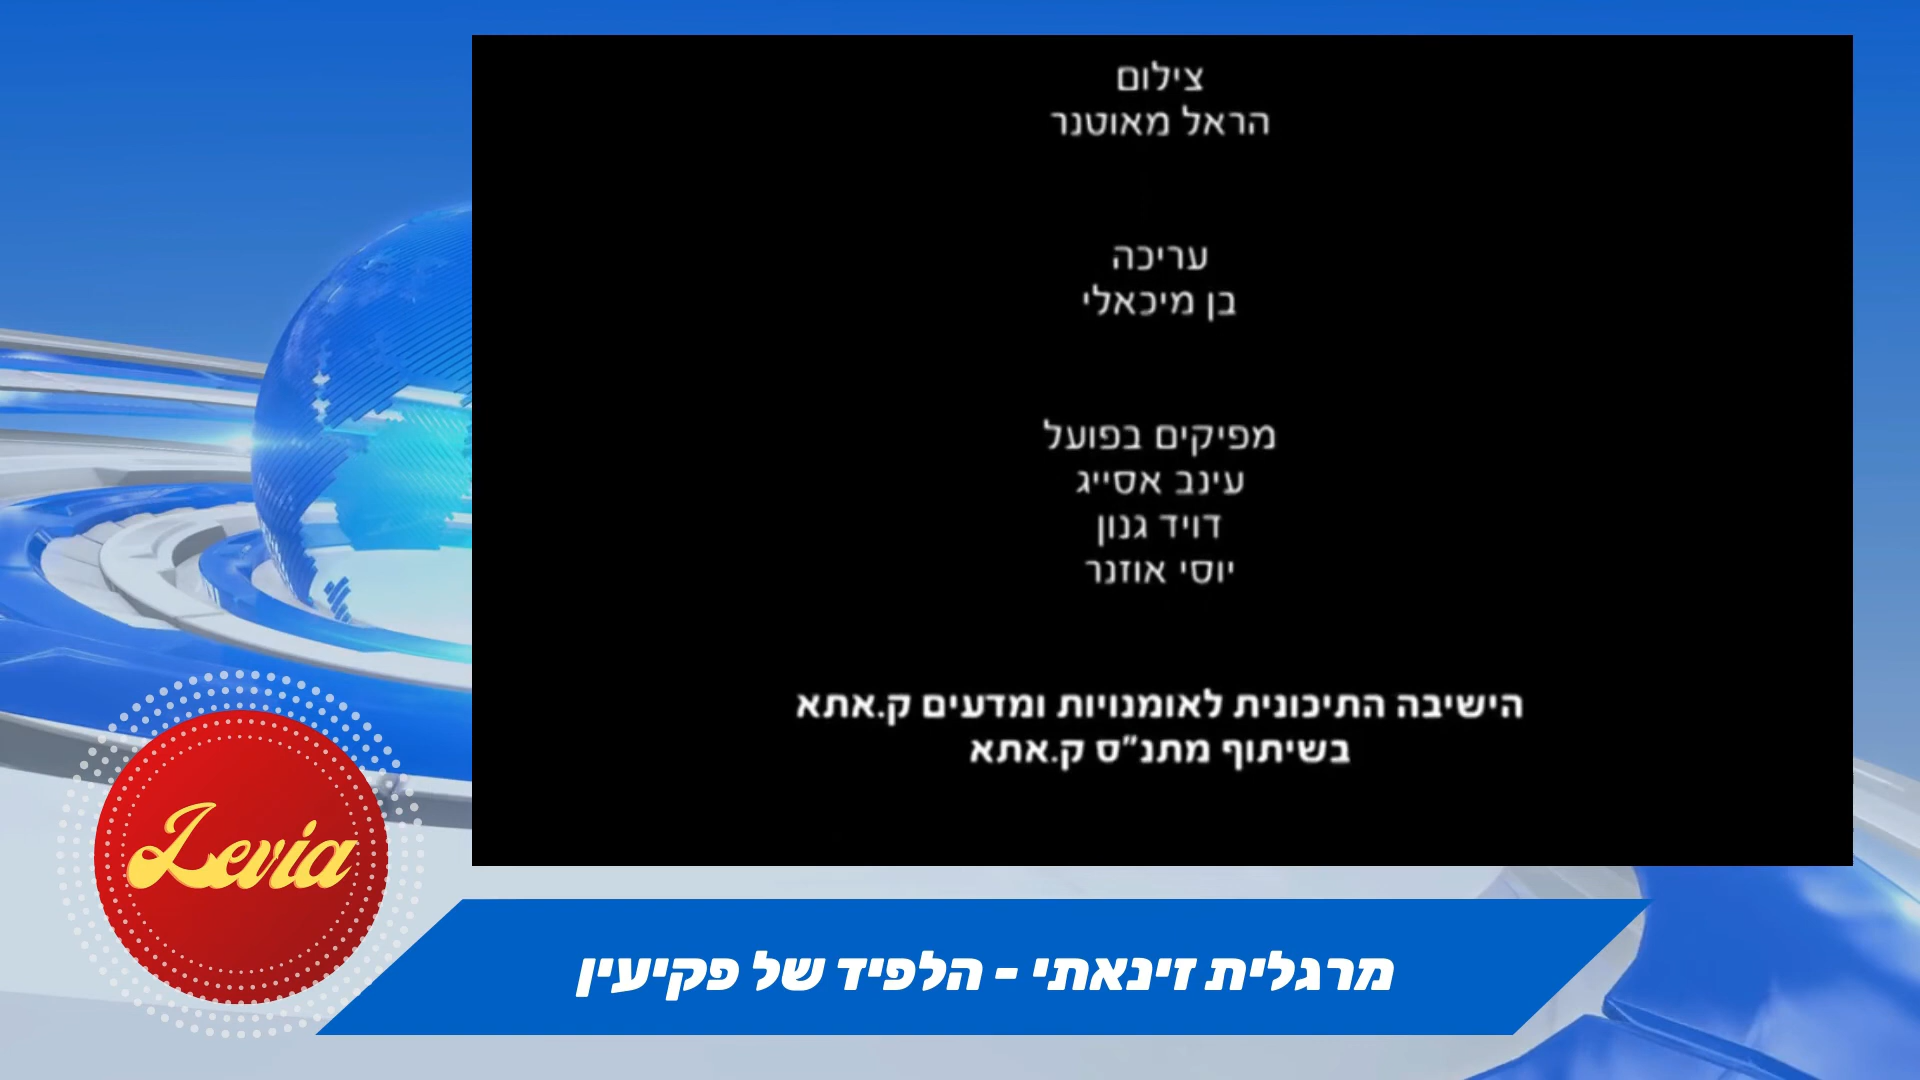 צילום
הראל מאוטנר
עריכה
בן מיכאלי
מפיקים בפועל
עינב אסייג
דויד גנון
יוסי אוזנר
הישיבה התיכונית לאומנויות ומדעים ק.אתא
בשיתוף מתנ"ס ק.אתא
Levia
מרגלית זינאתי - הלפיד של פקיעין